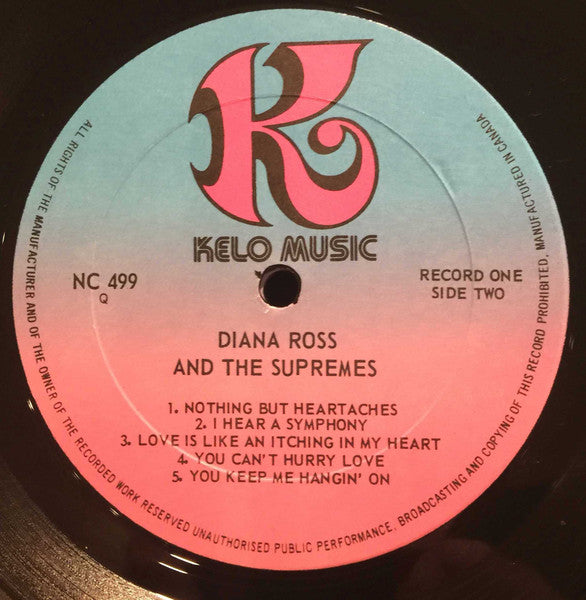 K
KELO MUSIC
NC 499
Q
RECORD ONE
SIDE TWO
DIANA ROSS
AND THE SUPREMES
1. NOTHING BUT HEARTACHES
2. I HEAR A SYMPHONY
3. LOVE IS LIKE AN ITCHING IN MY HEART
4. YOU CAN'T HURRY LOVE
5. YOU KEEP ME HANGIN' ON
ALL RIGHTS OF THE MANUFACTURER AND OF THE OWNER OF THE RECORDED WORK RESERVED UNAUTHORISED PUBLIC PERFORMANCE, BROADCASTING AND COPYING OF THIS RECORD PROHIBITED, MANUFACTURED IN CANADA